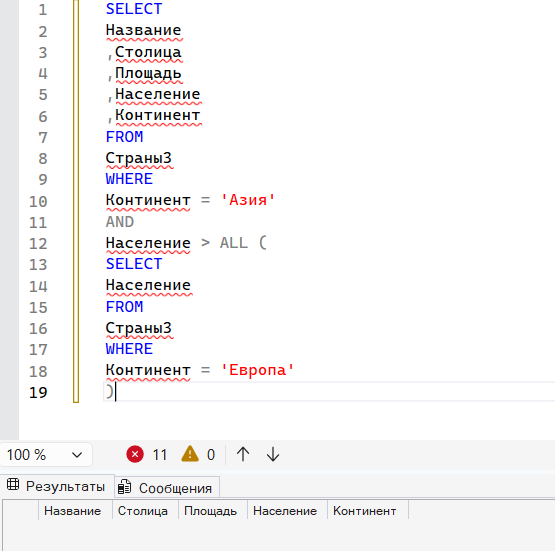 1 SELECT
2 Название
3 ,Столица
4 ,Площадь
5 ,Население
6 ,Континент
7 FROM
8 Страны3
9 WHERE
10 Континент = 'Азия'
11 AND
12 Население > ALL (
13 SELECT
14 Население
15 FROM
16 Страны3
17 WHERE
18 Континент = 'Европа'
19 )
100 % 11 0
Результаты Сообщения
Название Столица Площадь Население Континент